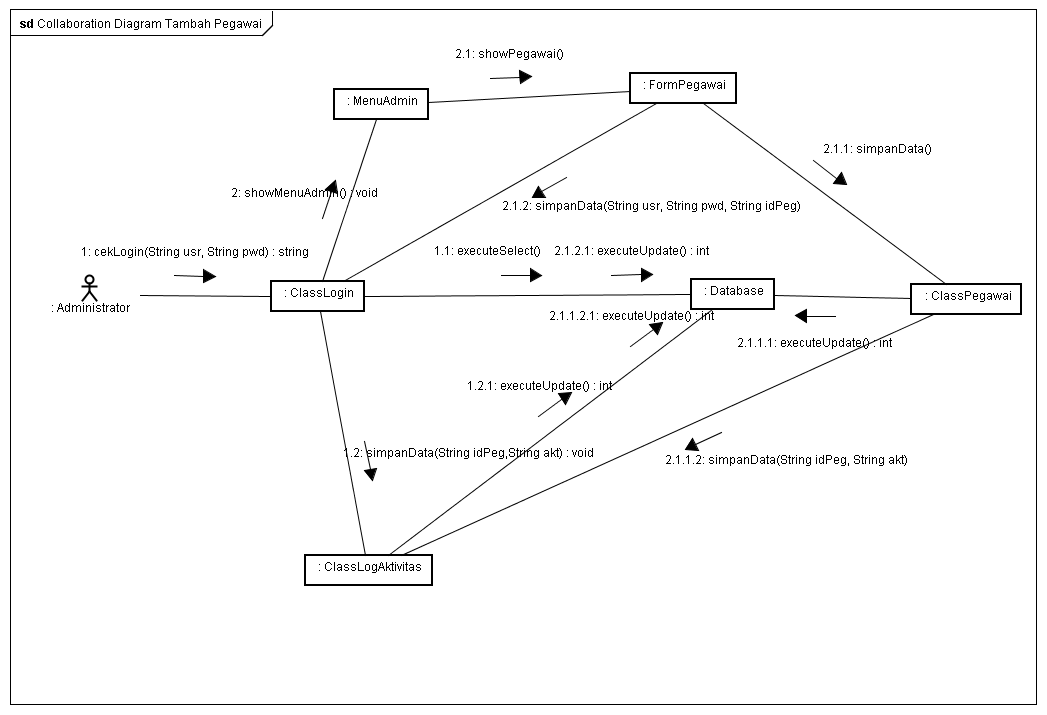 sd Collaboration Diagram Tambah Pegawai
2.1: showPegawai()
: MenuAdmin
: FormPegawai
2.1.1: simpanData()
2: showMenuAdmin() : void
2.1.2: simpanData(String usr, String pwd, String idPeg)
1: cekLogin(String usr, String pwd) : string
1.1: executeSelect()
2.1.2.1: executeUpdate() : int
: Administrator
: ClassLogin
: Database
: ClassPegawai
2.1.1.2.1: executeUpdate() : int
2.1.1.1: executeUpdate() : int
1.2.1: executeUpdate() : int
1.2: simpanData(String idPeg,String akt) : void
2.1.1.2: simpanData(String idPeg, String akt)
: ClassLogAktivitas